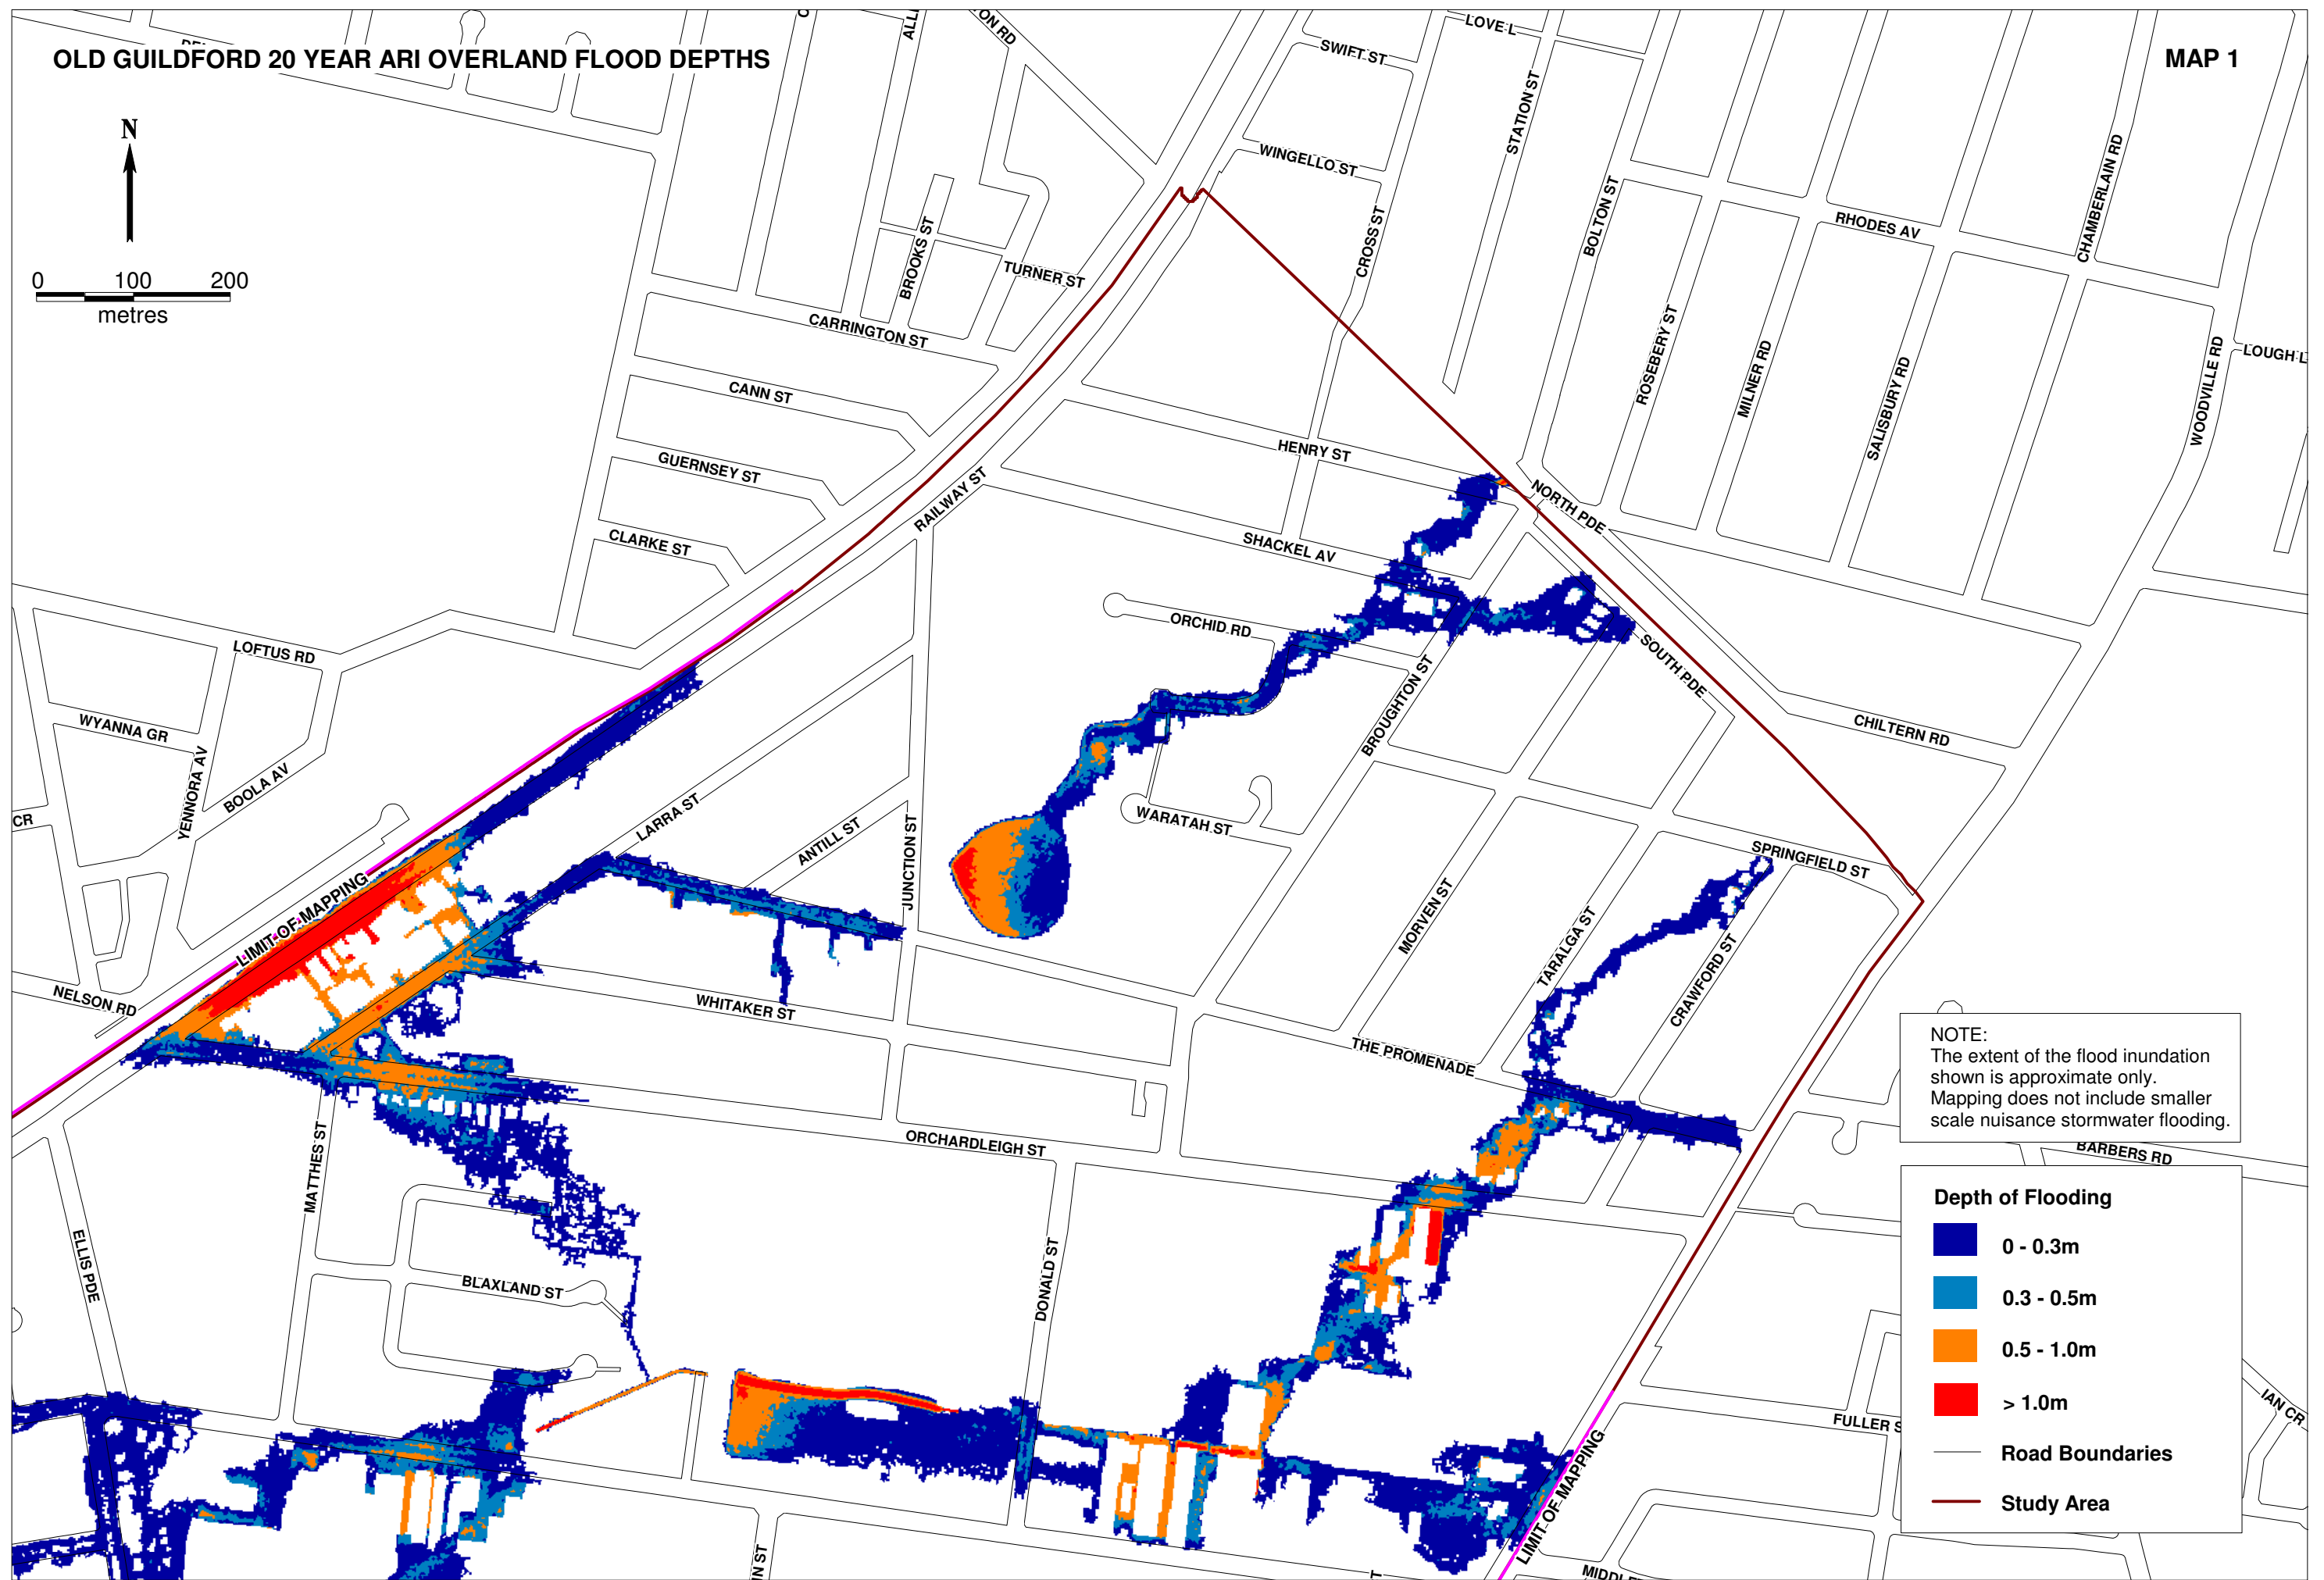 OLD GUILDFORD 20 YEAR ARI OVERLAND FLOOD DEPTHS
MAP 1
N
0 100 200
metres
LOVE L
SWIFT ST
STATION ST
WINGELLO ST
CROSS ST
BOLTON ST
RHODES AV
CHAMBERLAIN RD
BROOKS ST
TURNER ST
CARRINGTON ST
ROSEBERY ST
MILNER RD
SALISBURY RD
WOODVILLE RD
LOUGH L
CANN ST
GUERNSEY ST
CLARKE ST
RAILWAY ST
HENRY ST
SHACKEL AV
NORTH PDE
SOUTH PDE
ORCHID RD
BROUGHTON ST
CHILTERN RD
LOFTUS RD
WYANNA GR
YENNORA AV
BOOLA AV
CR
LARRA ST
ANTILL ST
JUNCTION ST
WARATAH ST
SPRINGFIELD ST
LIMIT OF MAPPING
NELSON RD
WHITAKER ST
MORVEN ST
TARALGA ST
CRAWFORD ST
THE PROMENADE
ORCHARDLEIGH ST
MATTHES ST
ELLIS PDE
BLAXLAND ST
DONALD ST
BARBERS RD
FULLER S
IAN CR
LIMIT OF MAPPING
MIDDLE
IN ST
T
NOTE:
The extent of the flood inundation
shown is approximate only.
Mapping does not include smaller
scale nuisance stormwater flooding.
Depth of Flooding
0 - 0.3m
0.3 - 0.5m
0.5 - 1.0m
> 1.0m
Road Boundaries
Study Area